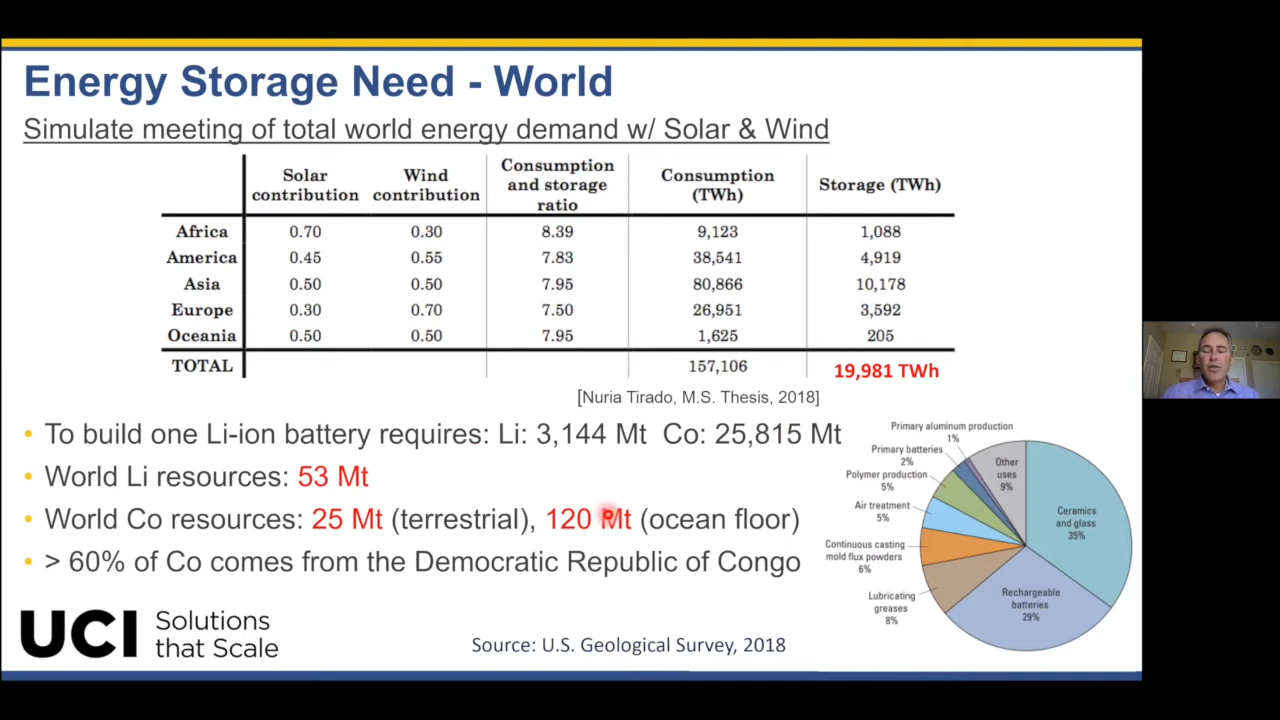 Energy Storage Need - World
Simulate meeting of total world energy demand w/ Solar & Wind
Solar contribution Wind contribution Consumption and storage ratio Consumption (TWh) Storage (TWh)
Africa 0.70 0.30 8.39 9,123 1,088
America 0.45 0.55 7.83 38,541 4,919
Asia 0.50 0.50 7.95 80,866 10,178
Europe 0.30 0.70 7.50 26,951 3,592
Oceania 0.50 0.50 7.95 1,625 205
TOTAL 157,106 19,981 TWh
[Nuria Tirado, M.S. Thesis, 2018]
• To build one Li-ion battery requires: Li: 3,144 Mt Co: 25,815 Mt
• World Li resources: 53 Mt
• World Co resources: 25 Mt (terrestrial), 120 Mt (ocean floor)
• > 60% of Co comes from the Democratic Republic of Congo
Primary aluminum production
1%
Primary batteries
2%
Polymer production
5%
Air treatment
5%
Continuous casting
mold flux powders
6%
Lubricating
greases
8%
Other
uses
9%
Ceramics
and glass
35%
Rechargeable
batteries
29%
UCI Solutions
that Scale
Source: U.S. Geological Survey, 2018